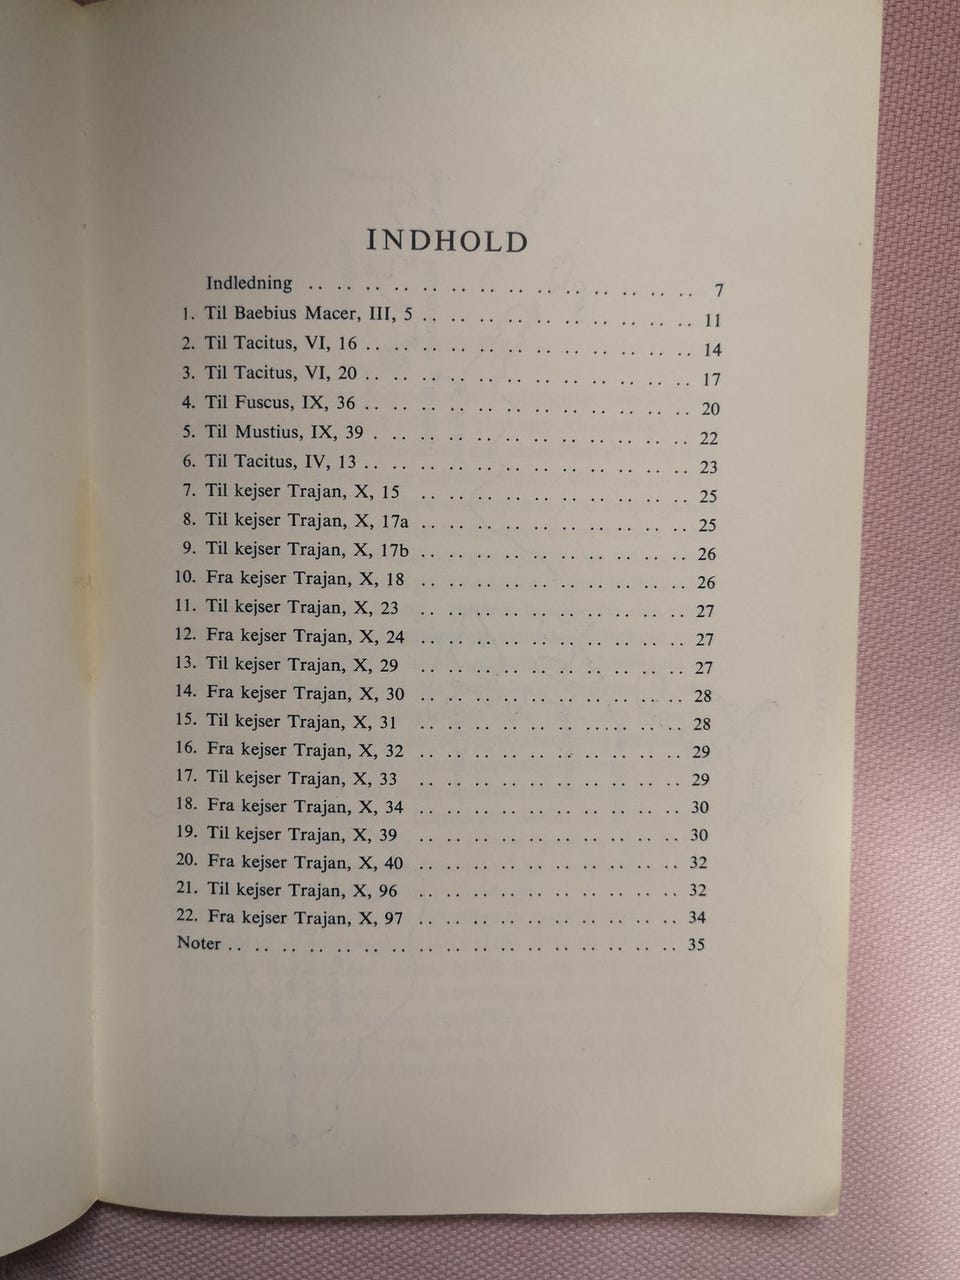 INDHOLD
Indledning .. .. .. .. .. .. .. .. .. .. .. .. .. .. 7
1. Til Baebius Macer, III, 5 .. .. .. .. .. .. .. .. .. .. 11
2. Til Tacitus, VI, 16 .. .. .. .. .. .. .. .. .. .. .. .. 14
3. Til Tacitus, VI, 20 .. .. .. .. .. .. .. .. .. .. .. .. 17
4. Til Fuscus, IX, 36 .. .. .. .. .. .. .. .. .. .. .. .. 20
5. Til Mustius, IX, 39 . .. .. .. .. .. .. .. .. .. .. .. 22
6. Til Tacitus, IV, 13 .. .. .. .. .. .. .. .. .. .. .. .. 23
7. Til kejser Trajan, X, 15 .. .. .. .. .. .. .. .. .. .. 25
8. Til kejser Trajan, X, 17a .. .. .. .. .. .. .. .. .. .. 25
9. Til kejser Trajan, X, 17b .. .. .. .. .. .. .. .. .. .. 26
10. Fra kejser Trajan, X, 18 .. .. .. .. .. .. .. .. .. .. 26
11. Til kejser Trajan, X, 23 .. .. .. .. .. .. .. .. .. .. 27
12. Fra kejser Trajan, X, 24 .. .. .. .. .. .. .. .. .. .. 27
13. Til kejser Trajan, X, 29 .. .. .. .. .. .. .. .. .. .. 27
14. Fra kejser Trajan, X, 30 .. .. .. .. .. .. .. .. .. .. 28
15. Til kejser Trajan, X, 31 .. .. .. .. .. .. .. .. .. .. 28
16. Fra kejser Trajan, X, 32 .. .. .. .. .. .. .. .. .. .. 29
17. Til kejser Trajan, X, 33 .. .. .. .. .. .. .. .. .. .. 29
18. Fra kejser Trajan, X, 34 .. .. .. .. .. .. .. .. .. .. 30
19. Til kejser Trajan, X, 39 .. .. .. .. .. .. .. .. .. .. 30
20. Fra kejser Trajan, X, 40 .. .. .. .. .. .. .. .. .. .. 32
21. Til kejser Trajan, X, 96 .. .. .. .. .. .. .. .. .. .. 32
22. Fra kejser Trajan, X, 97 .. .. .. .. .. .. .. .. .. .. 34
Noter .. .. .. .. .. .. .. .. .. .. .. .. .. .. .. .. .. 35